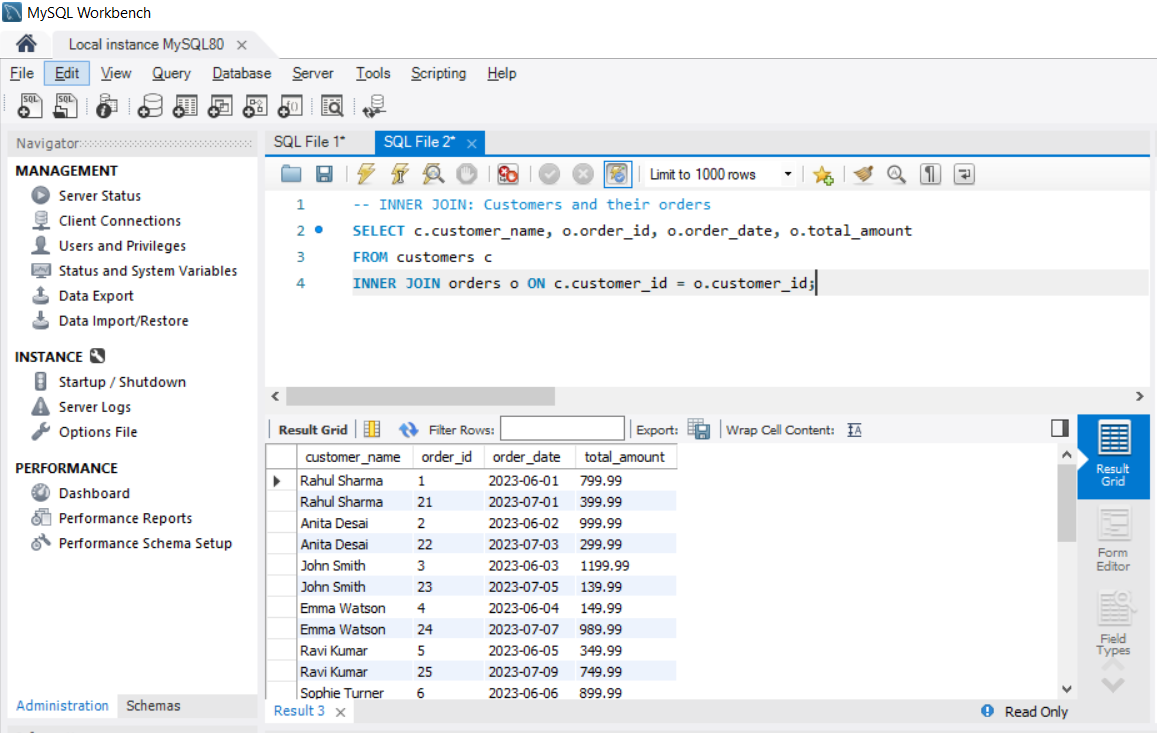 MySQL Workbench
Local instance MySQL80
File Edit View Query Database Server Tools Scripting Help
SQL SQL
Navigator
MANAGEMENT
Server Status
Client Connections
Users and Privileges
Status and System Variables
Data Export
Data Import/Restore
INSTANCE
Startup / Shutdown
Server Logs
Options File
PERFORMANCE
Dashboard
Performance Reports
Performance Schema Setup
Administration Schemas
SQL File 1* SQL File 2*
Limit to 1000 rows
1 -- INNER JOIN: Customers and their orders
2 SELECT c.customer_name, o.order_id, o.order_date, o.total_amount
3 FROM customers c
4 INNER JOIN orders o ON c.customer_id = o.customer_id;
Result Grid Filter Rows: Export: Wrap Cell Content:
customer_name order_id order_date total_amount
Rahul Sharma 1 2023-06-01 799.99
Rahul Sharma 21 2023-07-01 399.99
Anita Desai 2 2023-06-02 999.99
Anita Desai 22 2023-07-03 299.99
John Smith 3 2023-06-03 1199.99
John Smith 23 2023-07-05 139.99
Emma Watson 4 2023-06-04 149.99
Emma Watson 24 2023-07-07 989.99
Ravi Kumar 5 2023-06-05 349.99
Ravi Kumar 25 2023-07-09 749.99
Sophie Turner 6 2023-06-06 899.99
Result
Grid
Form
Editor
Field
Types
Result 3
Read Only